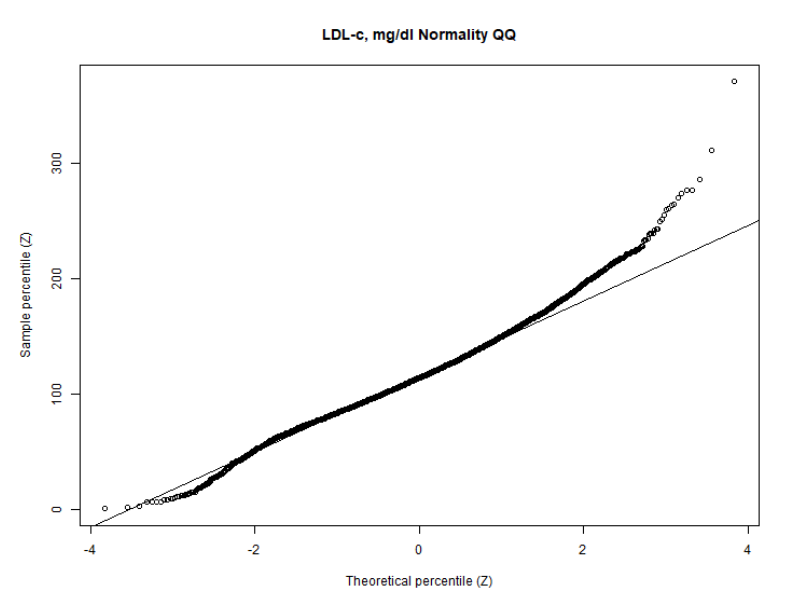 LDL-c, mg/dl Normality QQ
300
200
100
0
Sample percentile (Z)
-4 -2 0 2 4
Theoretical percentile (Z)